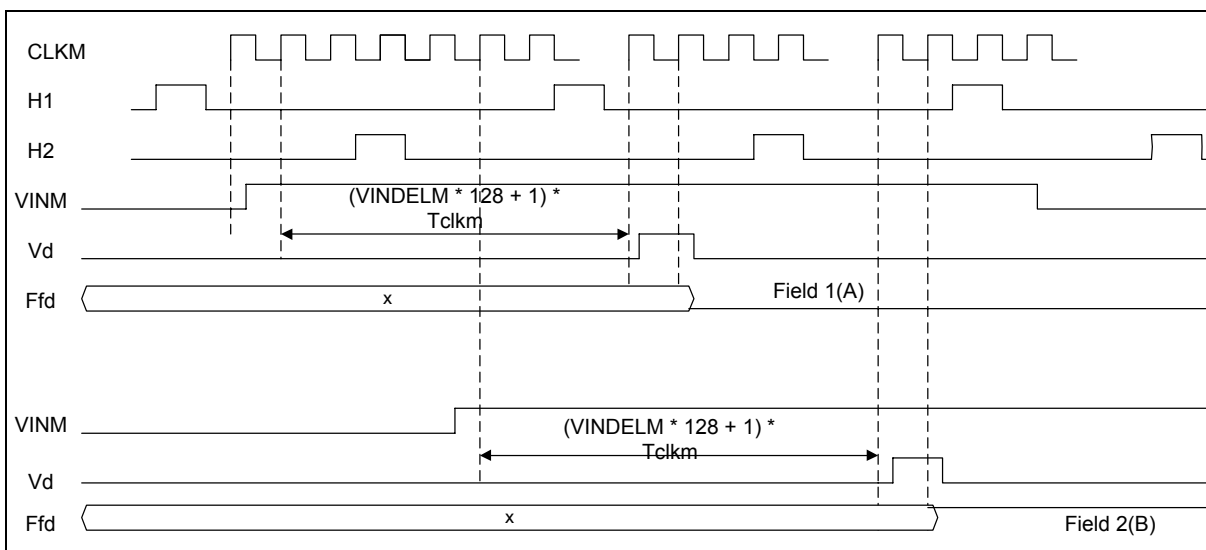 CLKM
H1
H2
VINM
(VINDELM * 128 + 1) *
Tclkm
Vd
Ffd
x
Field 1(A)
VINM
(VINDELM * 128 + 1) *
Tclkm
Vd
Ffd
x
Field 2(B)